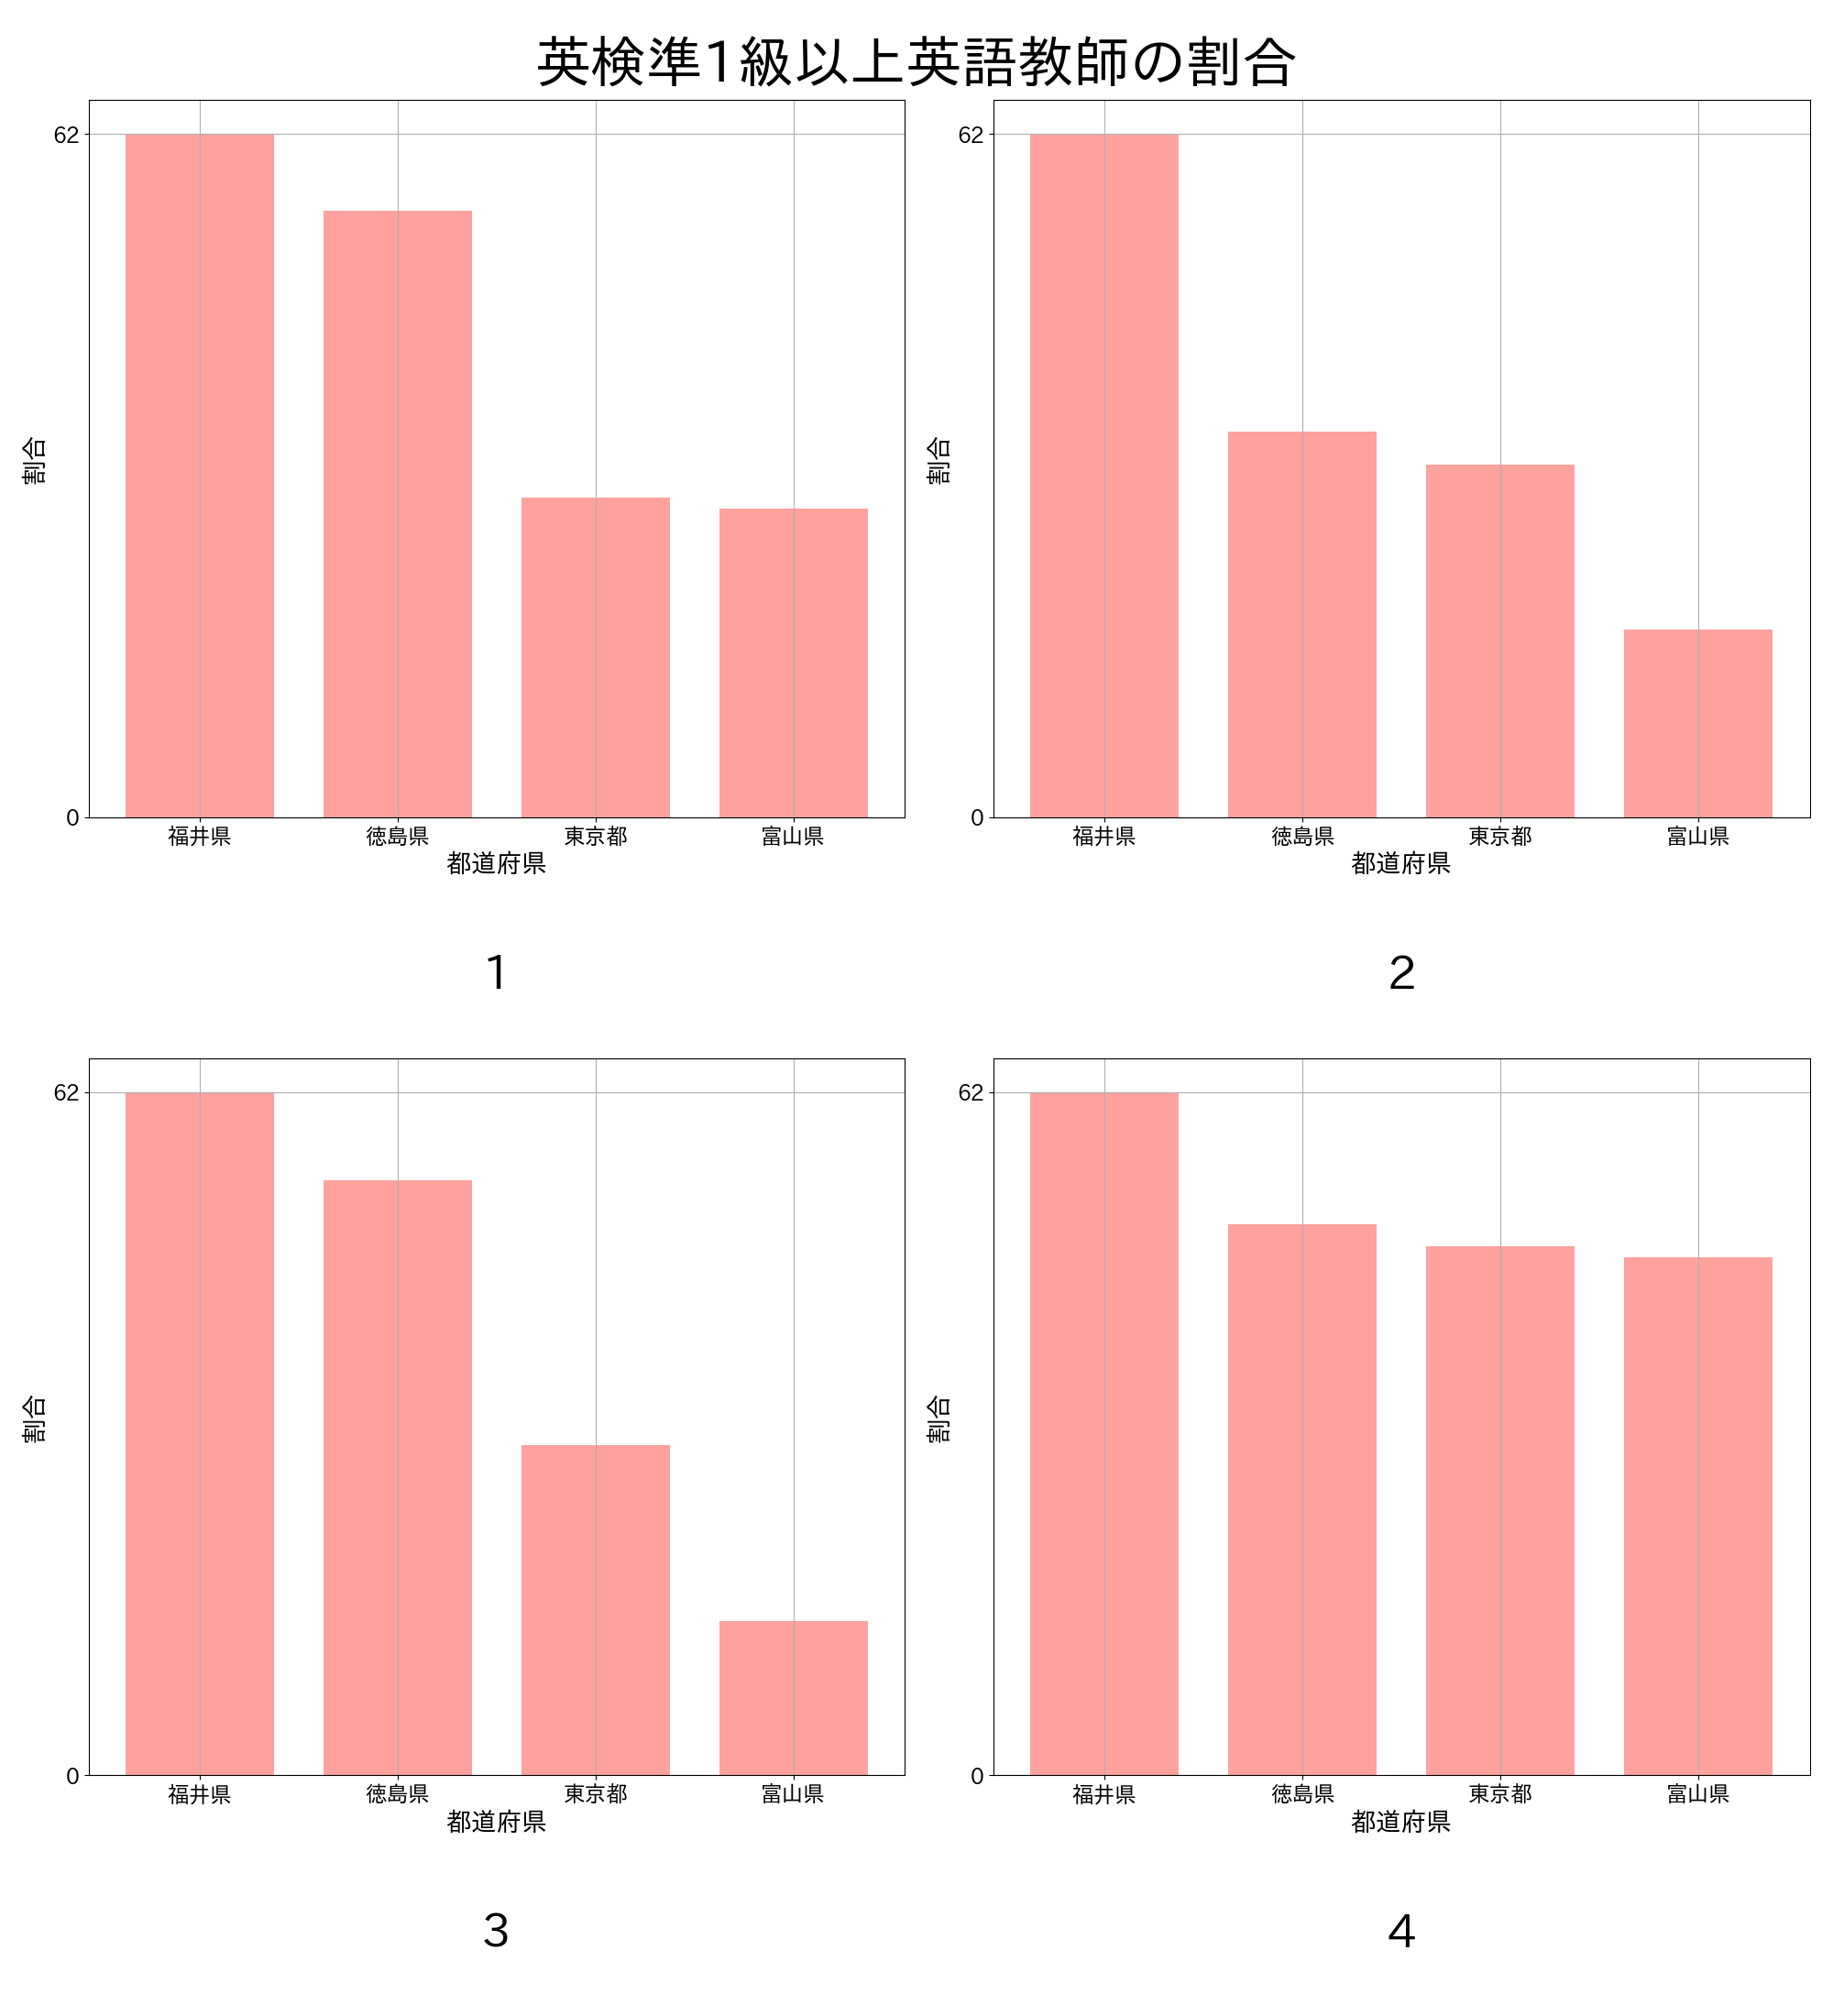 英検準1級以上英語教師の割合
62
0
割合
福井県 徳島県 東京都 富山県
都道府県
1
62
0
割合
福井県 徳島県 東京都 富山県
都道府県
2
62
0
割合
福井県 徳島県 東京都 富山県
都道府県
3
62
0
割合
福井県 徳島県 東京都 富山県
都道府県
4